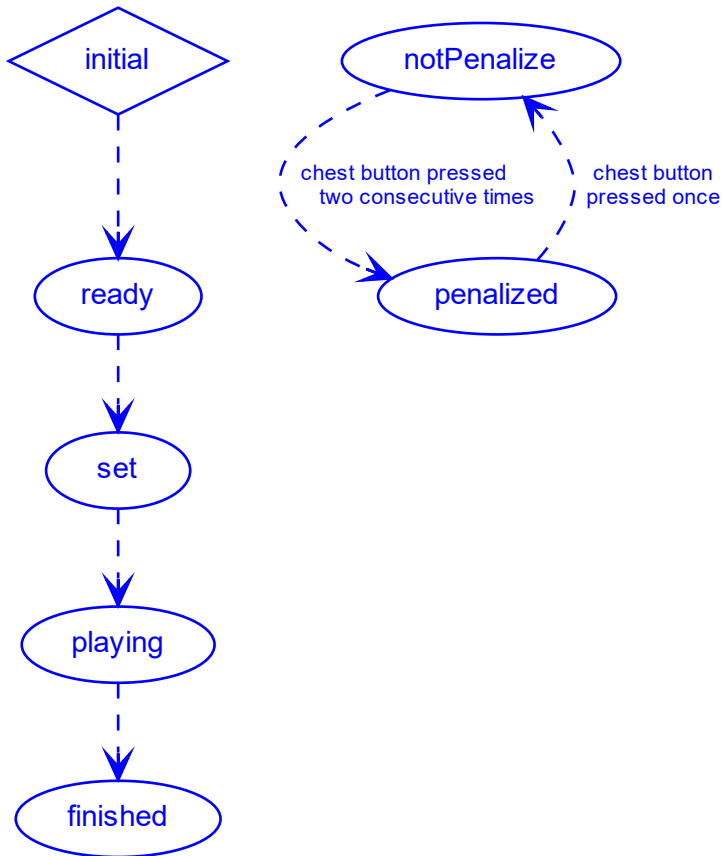 initial
notPenalize
chest button pressed
two consecutive times
chest button
pressed once
ready
penalized
set
playing
finished